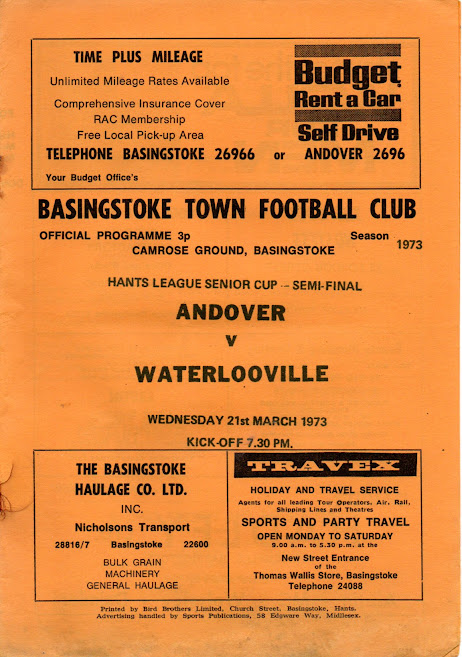 TIME PLUS MILEAGE
Unlimited Mileage Rates Available
Comprehensive Insurance Cover
RAC Membership
Free Local Pick-up Area
Budget
Rent a Car
Self Drive
TELEPHONE BASINGSTOKE 26966 or ANDOVER 2696
Your Budget Office's
BASINGSTOKE TOWN FOOTBALL CLUB
OFFICIAL PROGRAMME 3p Season 1973
CAMROSE GROUND, BASINGSTOKE
HANTS LEAGUE SENIOR CUP -- SEMI-FINAL
ANDOVER
V
WATERLOOVILLE
WEDNESDAY 21st MARCH 1973
KICK-OFF 7.30 PM.
THE BASINGSTOKE
HAULAGE CO. LTD.
INC.
Nicholsons Transport
28816/7 Basingstoke 22600
BULK GRAIN
MACHINERY
GENERAL HAULAGE
TRAVEX
HOLIDAY AND TRAVEL SERVICE
Agents for all leading Tour Operators, Air, Rail,
Shipping Lines and Theatres
SPORTS AND PARTY TRAVEL
OPEN MONDAY TO SATURDAY
9.00 a.m. to 5.30 p.m. at the
New Street Entrance
of the
Thomas Wallis Store, Basingstoke
Telephone 24088
Printed by Bird Brothers Limited, Church Street, Basingstoke, Hants.
Advertising handled by Sports Publications, 58 Edgware Way, Middlesex.